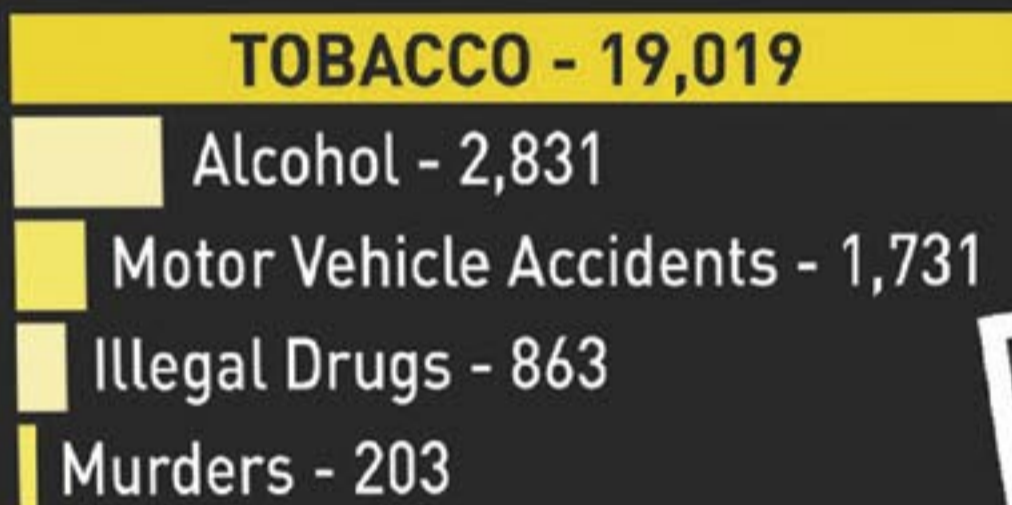 TOBACCO - 19,019
Alcohol - 2,831
Motor Vehicle Accidents - 1,731
Illegal Drugs - 863
Murders - 203